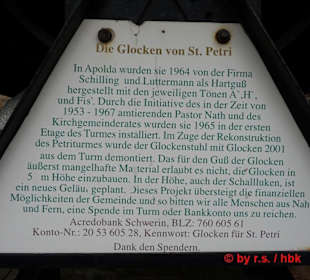 Die Glocken von St. Petri
In Apolda wurden sie 1964 von der Firma
Schilling und Luttermann als Hartguß
hergestellt mit den jeweiligen Tönen A', H',
und Fis'. Durch die Initiative des in der Zeit von
1953 - 1967 amtierenden Pastor Nath und des
Kirchgemeinderates wurden sie 1965 in der ersten
Etage des Turmes installiert. Im Zuge der Rekonstruktion
des Petriturmes wurde der Glockenstuhl mit Glocken 2001
aus dem Turm demontiert. Das für den Guß der Glocken
äußerst mangelhafte Material erlaubt es nicht, die Glocken in
5 m Höhe einzubauen. In der Höhe, auch der Schalluken, ist
ein neues Geläut geplant. Dieses Projekt übersteigt die finanziellen
Möglichkeiten der Gemeinde und so bitten wir alle Menschen aus Nah
und Fern, eine Spende im Turm oder Bankkonto uns zu reichen.
Acredobank Schwerin, BLZ: 760 605 61
Konto-Nr.: 20 53 605 28, Kennwort: Glocken für St. Petri
Dank den Spendern.
© by r.s. / hbk